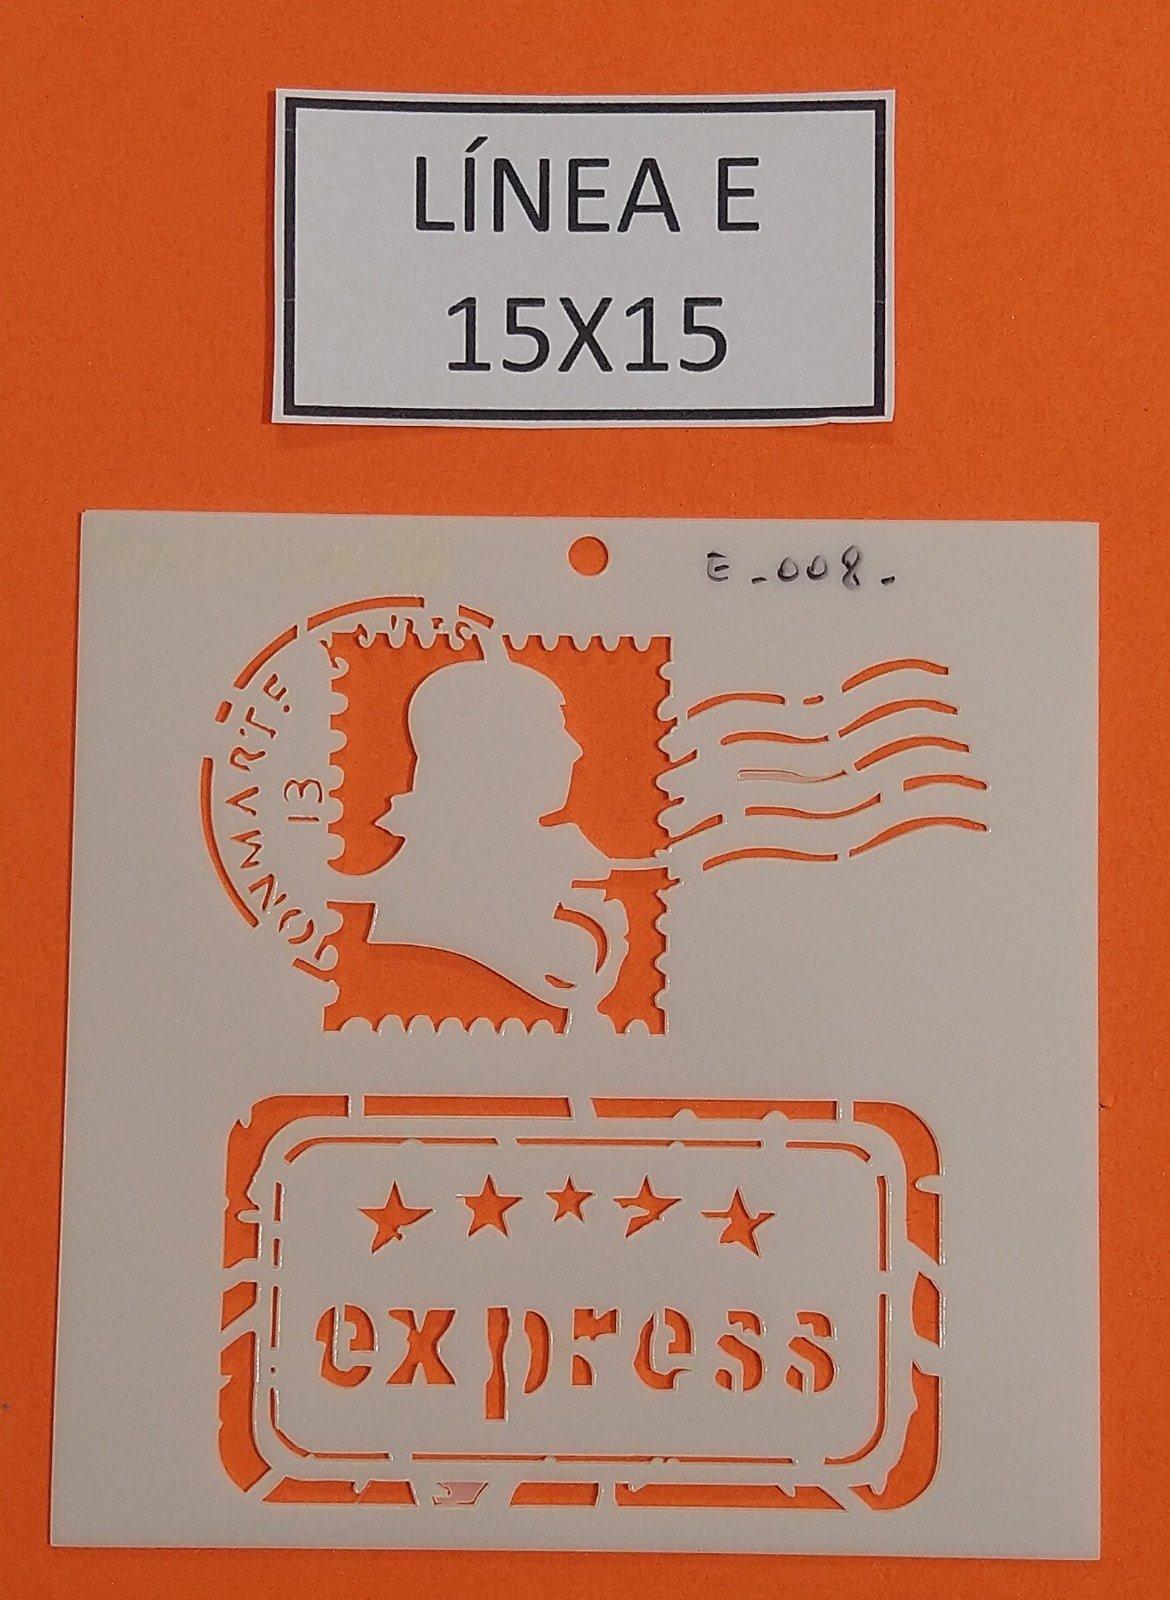 LÍNEA E
15X15
E-008-
13
express